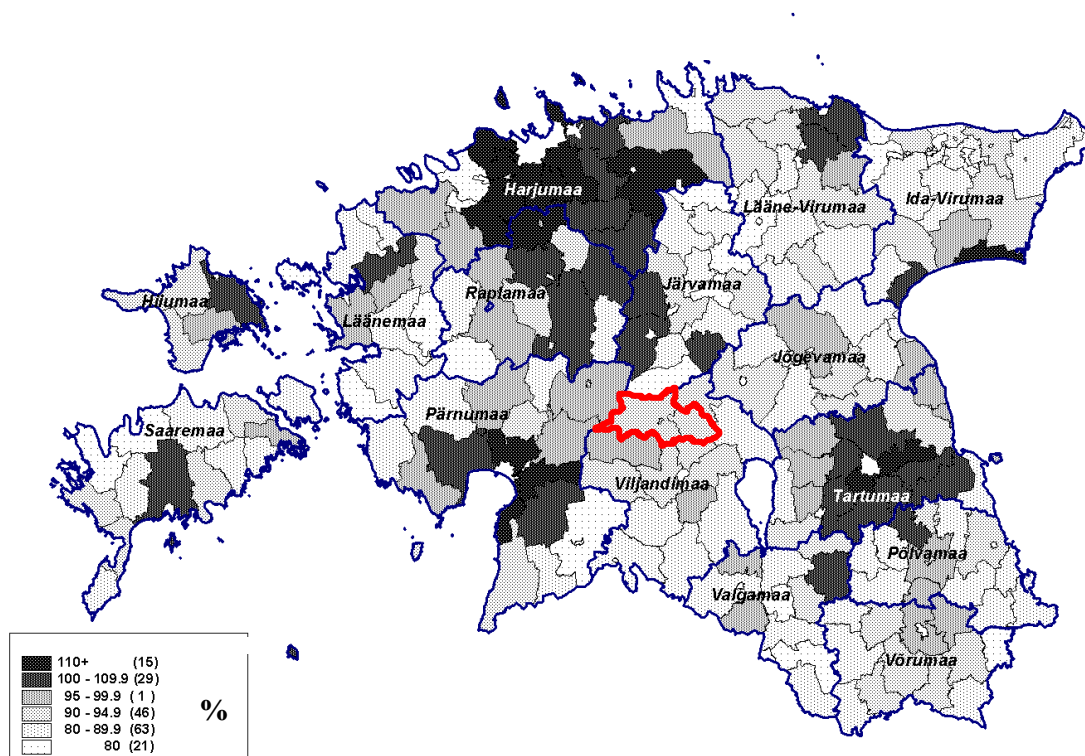 Harjumaa
Lääne-Virumaa
Ida-Virumaa
Hiiumaa
Läänemaa
Raplamaa
Järvamaa
Jõgevamaa
Saaremaa
Pärnumaa
Viljandimaa
Tartumaa
Valgamaa
Põlvamaa
Võrumaa
110+ (15)
100 - 109.9 (29)
95 - 99.9 ( 1 )
90 - 94.9 (46)
80 - 89.9 (63)
80 (21)
%